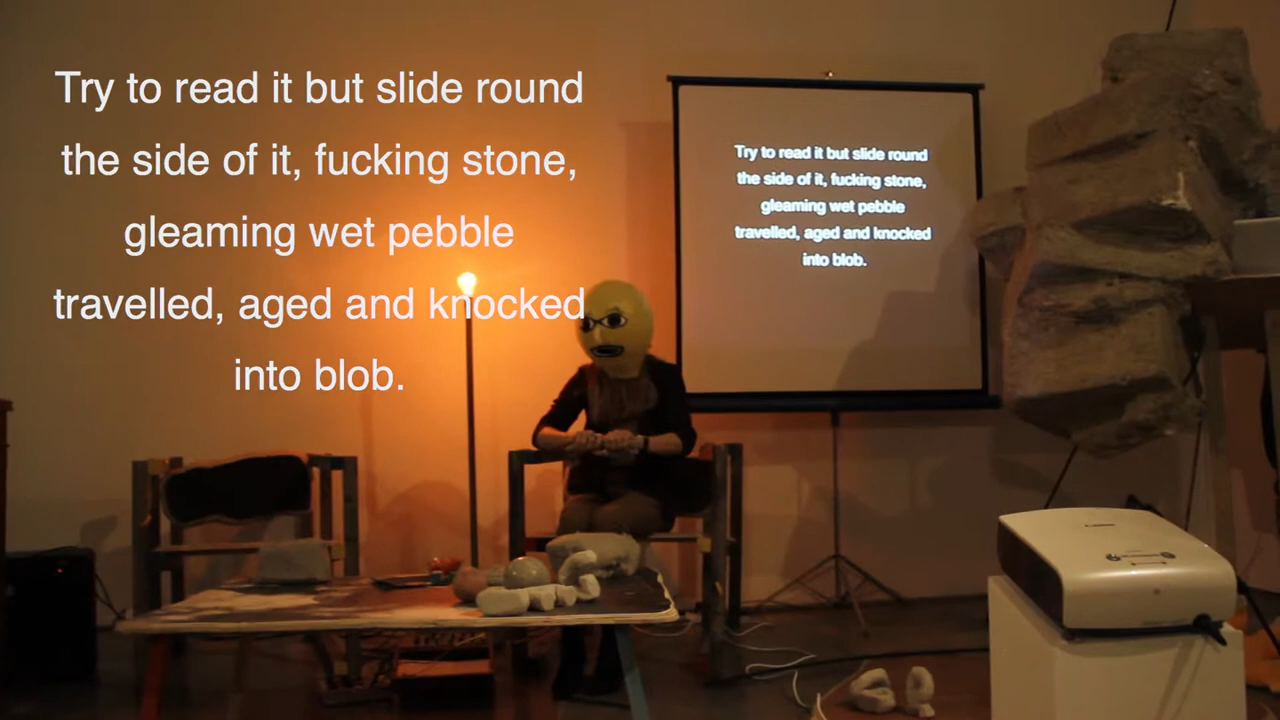 Try to read it but slide round
the side of it, fucking stone,
gleaming wet pebble
travelled, aged and knocked
into blob.
Try to read it but slide round
the side of it, fucking stone,
gleaming wet pebble
travelled, aged and knocked
into blob.
Canon